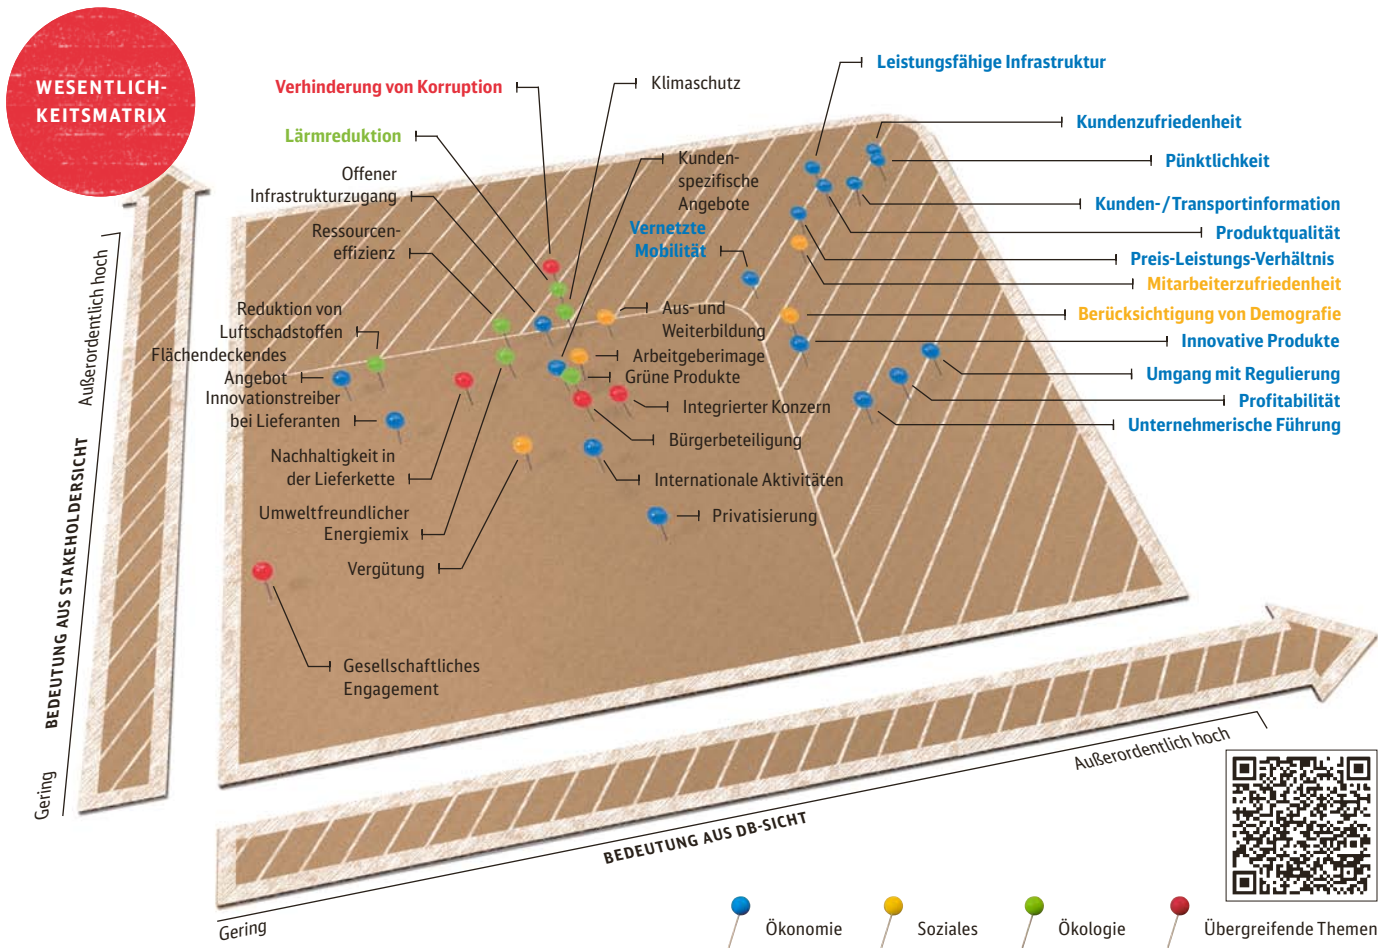 WESENTLICH-
KEITSMATRIX
Verhinderung von Korruption
Lärmreduktion
Offener
Infrastrukturzugang
Ressourcen-
effizienz
Reduktion von
Luftschadstoffen
Flächendeckendes
Angebot
Innovationstreiber
bei Lieferanten
Nachhaltigkeit in
der Lieferkette
Umweltfreundlicher
Energiemix
Vergütung
Gesellschaftliches
Engagement
Klimaschutz
Kunden-
spezifische
Angebote
Vernetzte
Mobilität
Aus- und
Weiterbildung
Arbeitgeberimage
Grüne Produkte
Integrierter Konzern
Bürgerbeteiligung
Internationale Aktivitäten
Privatisierung
Leistungsfähige Infrastruktur
Kundenzufriedenheit
Pünktlichkeit
Kunden-/Transportinformation
Produktqualität
Preis-Leistungs-Verhältnis
Mitarbeiterzufriedenheit
Berücksichtigung von Demografie
Innovative Produkte
Umgang mit Regulierung
Profitabilität
Unternehmerische Führung
Außerordentlich hoch
BEDEUTUNG AUS STAKEHOLDERSICHT
Gering
Gering
BEDEUTUNG AUS DB-SICHT
Außerordentlich hoch
Ökonomie
Soziales
Ökologie
Übergreifende Themen